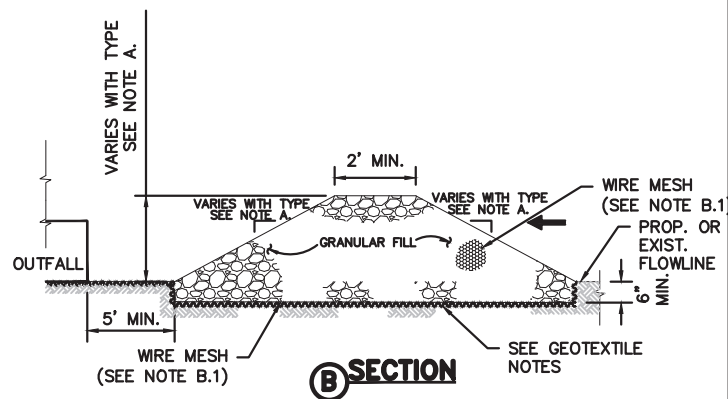 VARIES WITH TYPE
SEE NOTE A.
2' MIN.
VARIES WITH TYPE
SEE NOTE A.
VARIES WITH TYPE
SEE NOTE A.
WIRE MESH
(SEE NOTE B.1)
PROP. OR
EXIST.
FLOWLINE
GRANULAR FILL
OUTFALL
6"
MIN.
5' MIN.
WIRE MESH
(SEE NOTE B.1)
SEE GEOTEXTILE
NOTES
B SECTION